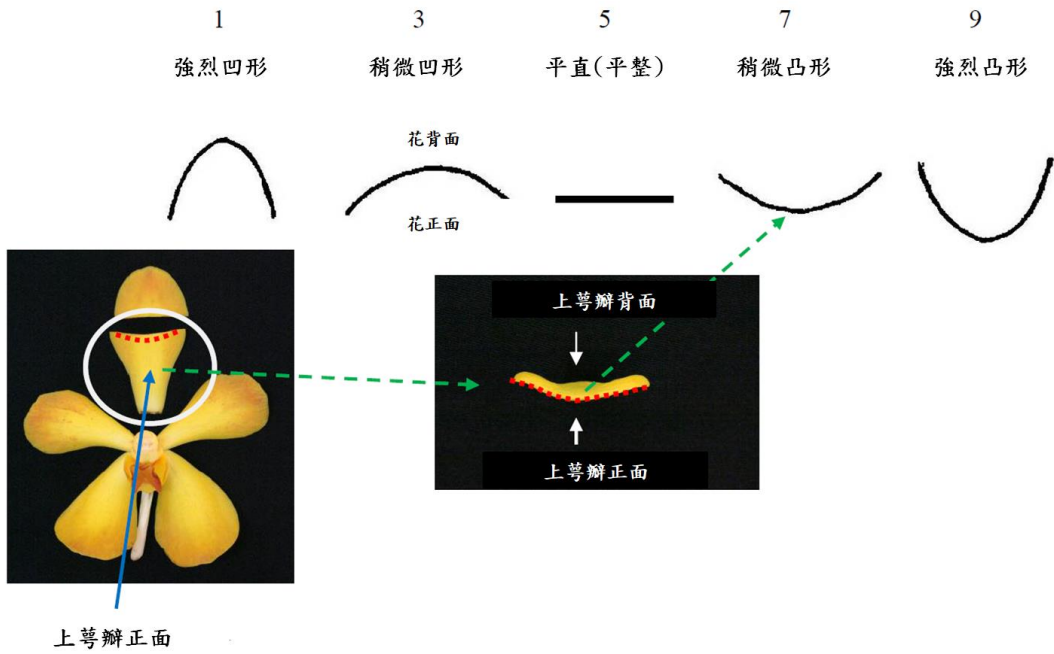 1 3 5 7 9
強烈凹形 稍微凹形 平直(平整) 稍微凸形 強烈凸形
花背面
花正面
上萼瓣背面
上萼瓣正面
上萼瓣正面